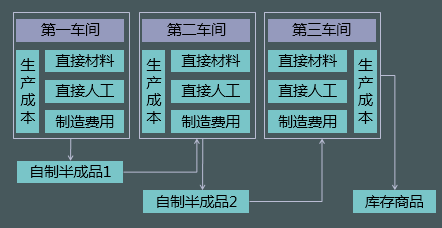 第一车间
生产成本
直接材料
直接人工
制造费用
第二车间
生产成本
直接材料
直接人工
制造费用
第三车间
直接材料
直接人工
制造费用
生产成本
自制半成品1
自制半成品2
库存商品